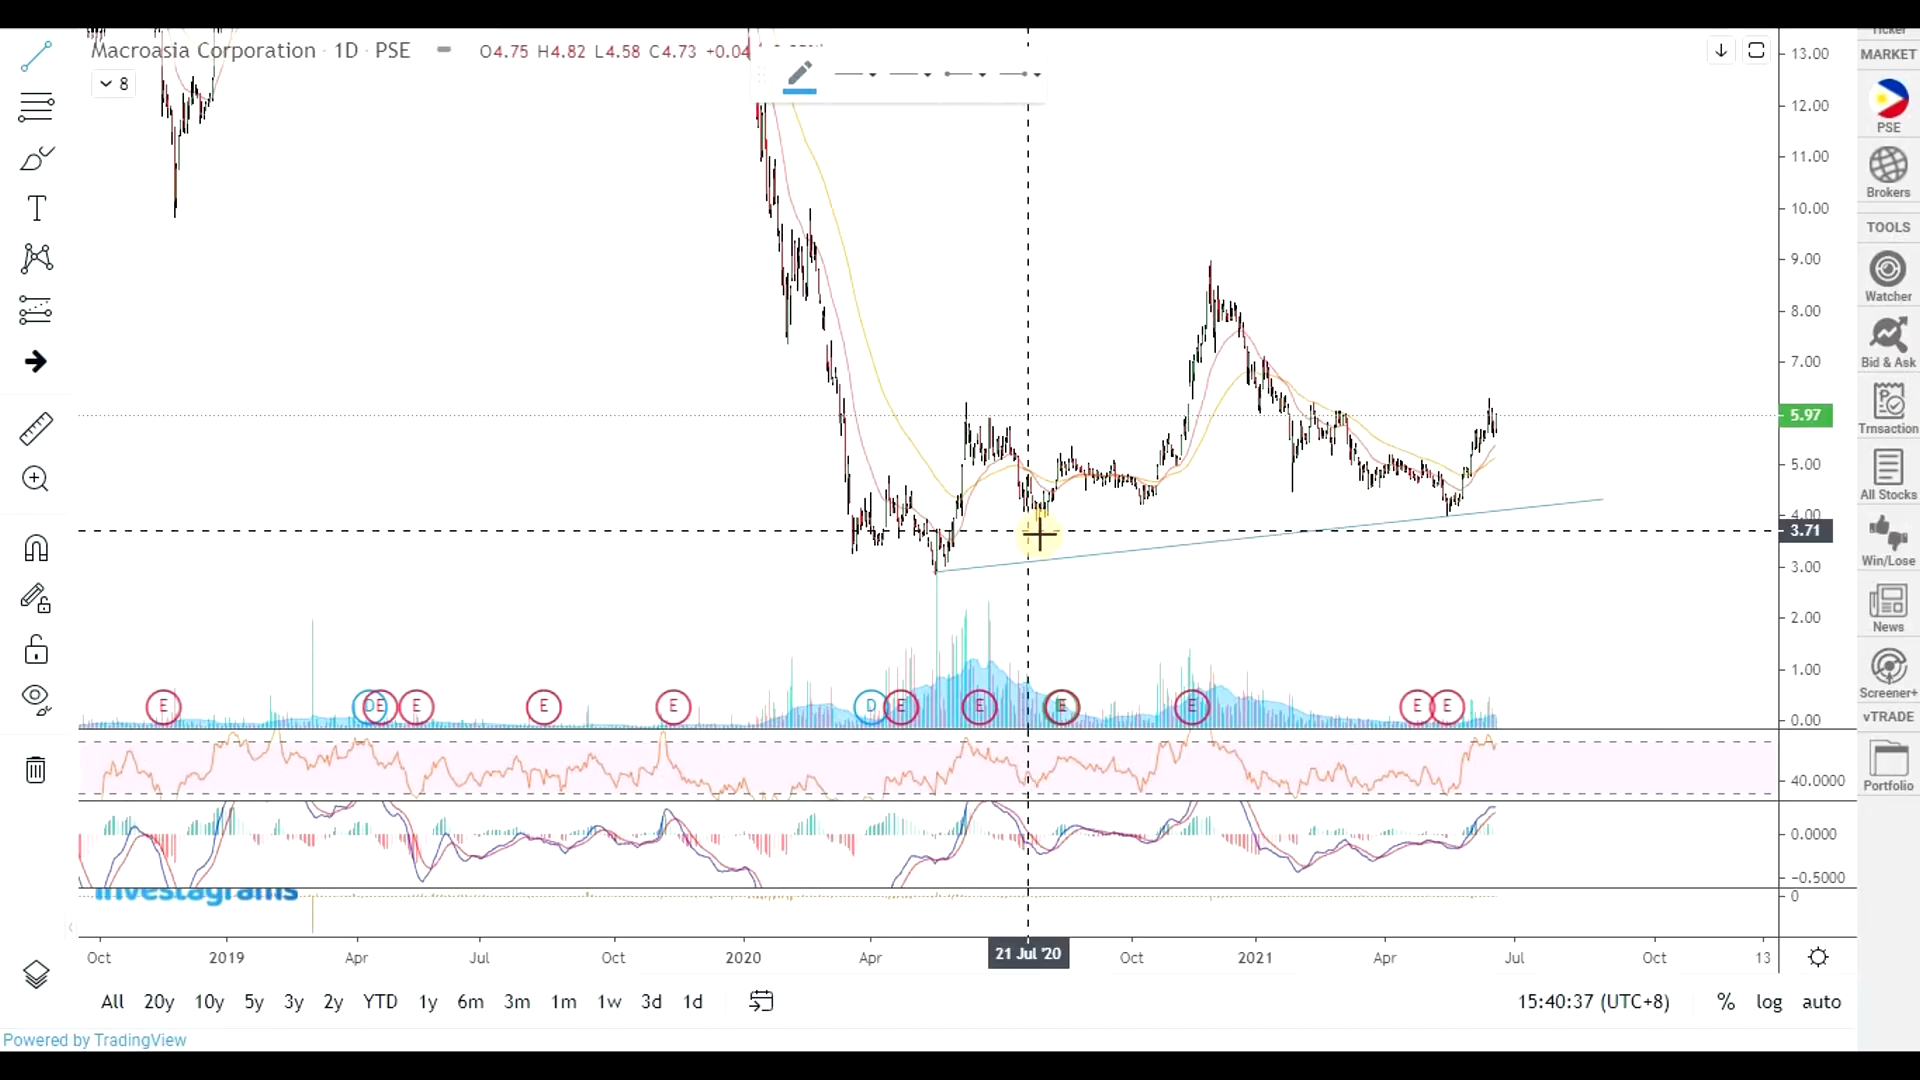 Macroasia Corporation · 1D · PSE
O4.75 H4.82 L4.58 C4.73 +0.04
8
13.00
12.00
11.00
10.00
9.00
8.00
7.00
5.97
5.00
4.00
3.71
3.00
2.00
1.00
0.00
40.0000
0.0000
-0.5000
0
E
D
E
E
E
E
D
E
E
E
E
E
E
Investagrams
Oct
2019
Apr
Jul
Oct
2020
Apr
21 Jul '20
Oct
2021
Apr
Jul
Oct
13
All 20y 10y 5y 3y 2y YTD 1y 6m 3m 1m 1w 3d 1d
15:40:37 (UTC+8)
% log auto
Powered by TradingView
Ticker
MARKET
PSE
Brokers
TOOLS
Watcher
Bid & Ask
Trnsaction
All Stocks
Win/Lose
News
Screener+
vTRADE
Portfolio